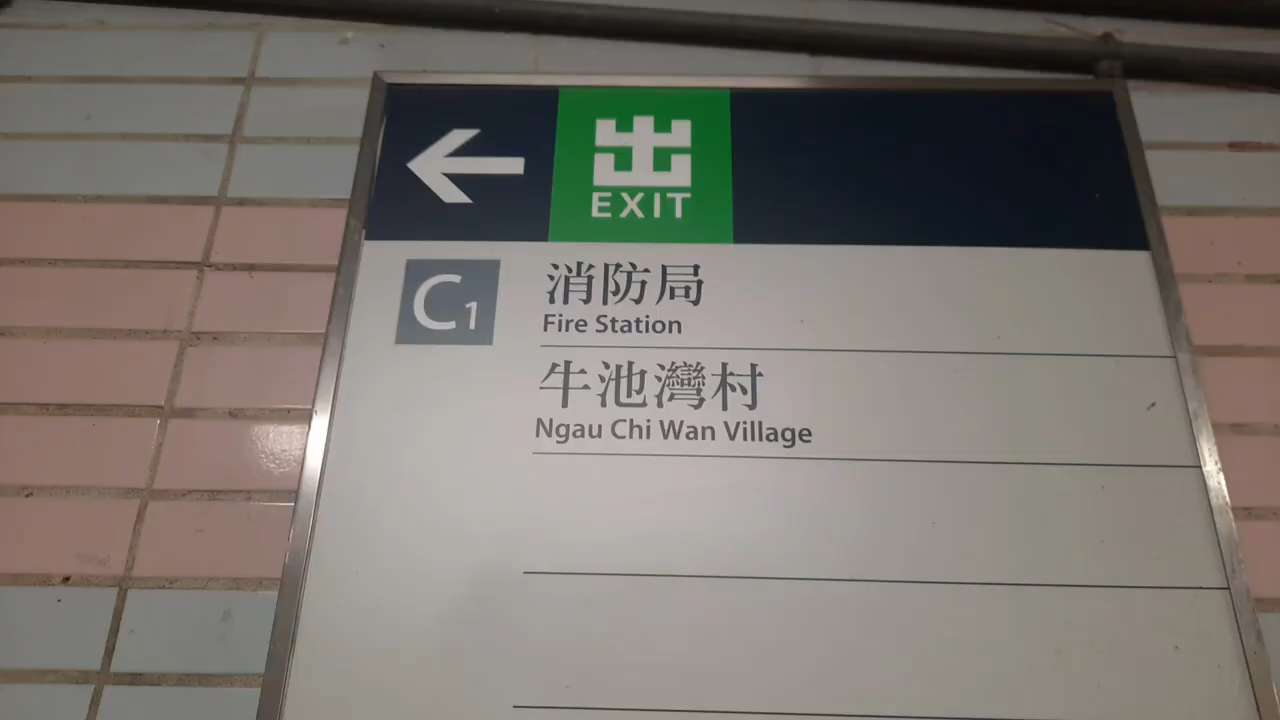 出
EXIT
C1
消防局
Fire Station
牛池灣村
Ngau Chi Wan Village